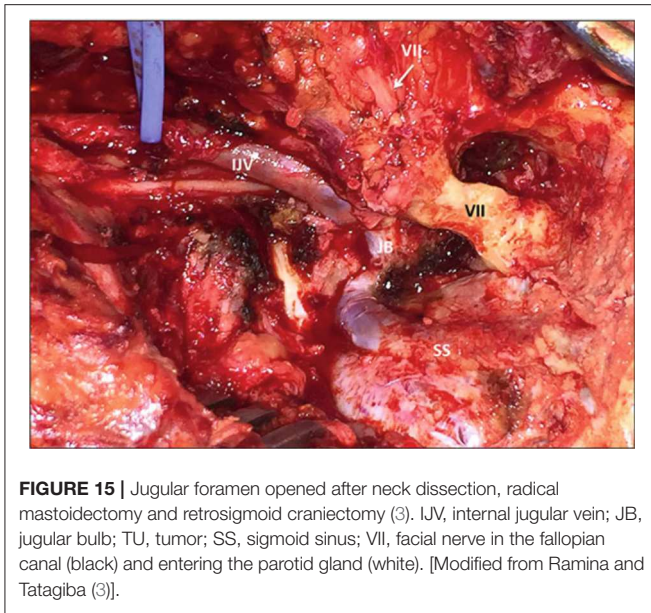 VII
IJV
VII
JB
SS
FIGURE 15 | Jugular foramen opened after neck dissection, radical
mastoidectomy and retrosigmoid craniectomy (3). IJV, internal jugular vein; JB,
jugular bulb; TU, tumor; SS, sigmoid sinus; VII, facial nerve in the fallopian
canal (black) and entering the parotid gland (white). [Modified from Ramina and
Tatagiba (3)].